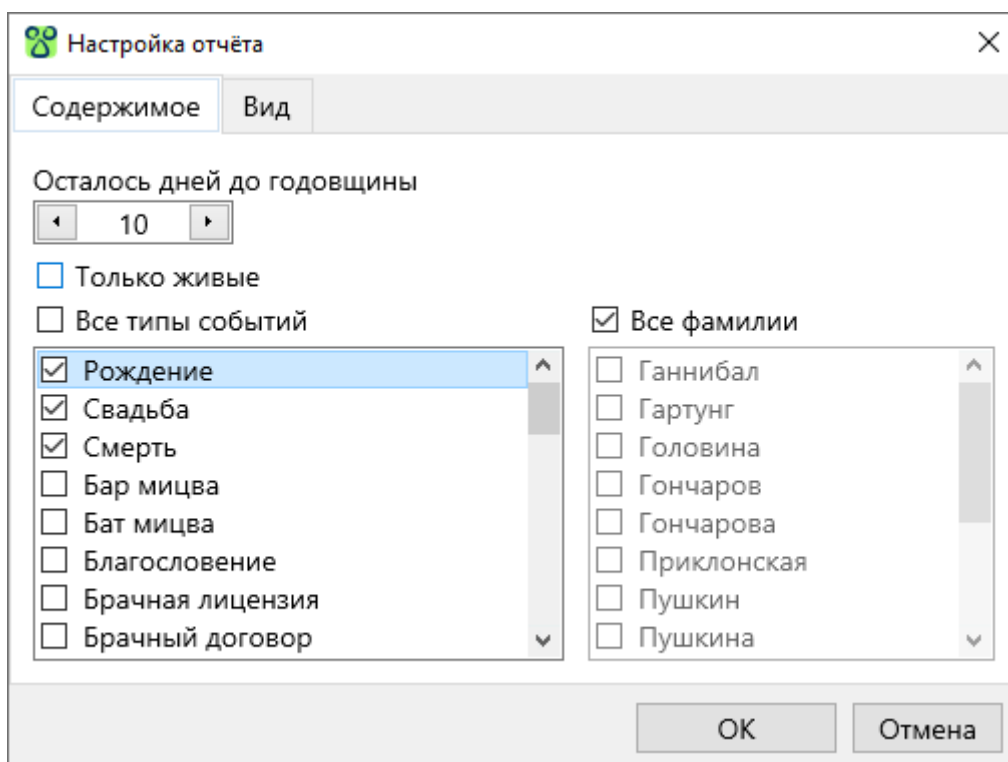 Настройка отчёта
Содержимое Вид
Осталось дней до годовщины
10
Только живые
Все типы событий
Рождение
Свадьба
Смерть
Бар мицва
Бат мицва
Благословение
Брачная лицензия
Брачный договор
Все фамилии
Ганнибал
Гартунг
Головина
Гончаров
Гончарова
Приклонская
Пушкин
Пушкина
OK Отмена